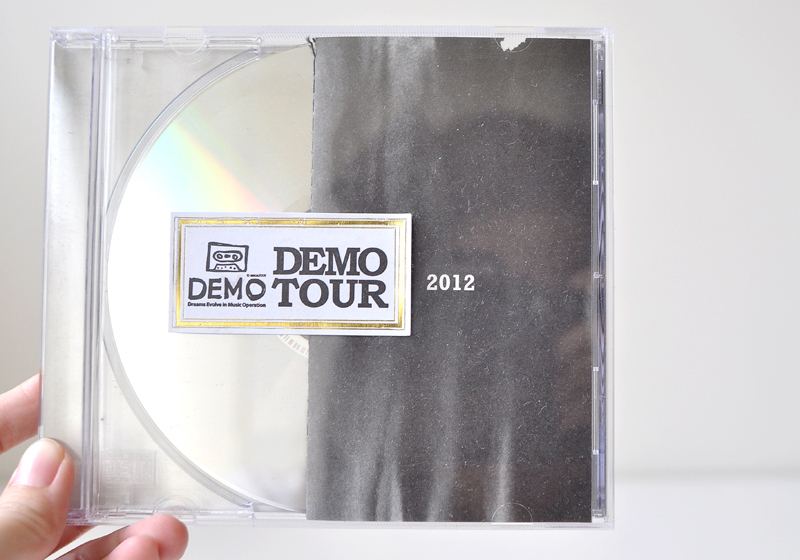 DEMO
Dreams Evolve in Music Operation
DEMO
TOUR
2012